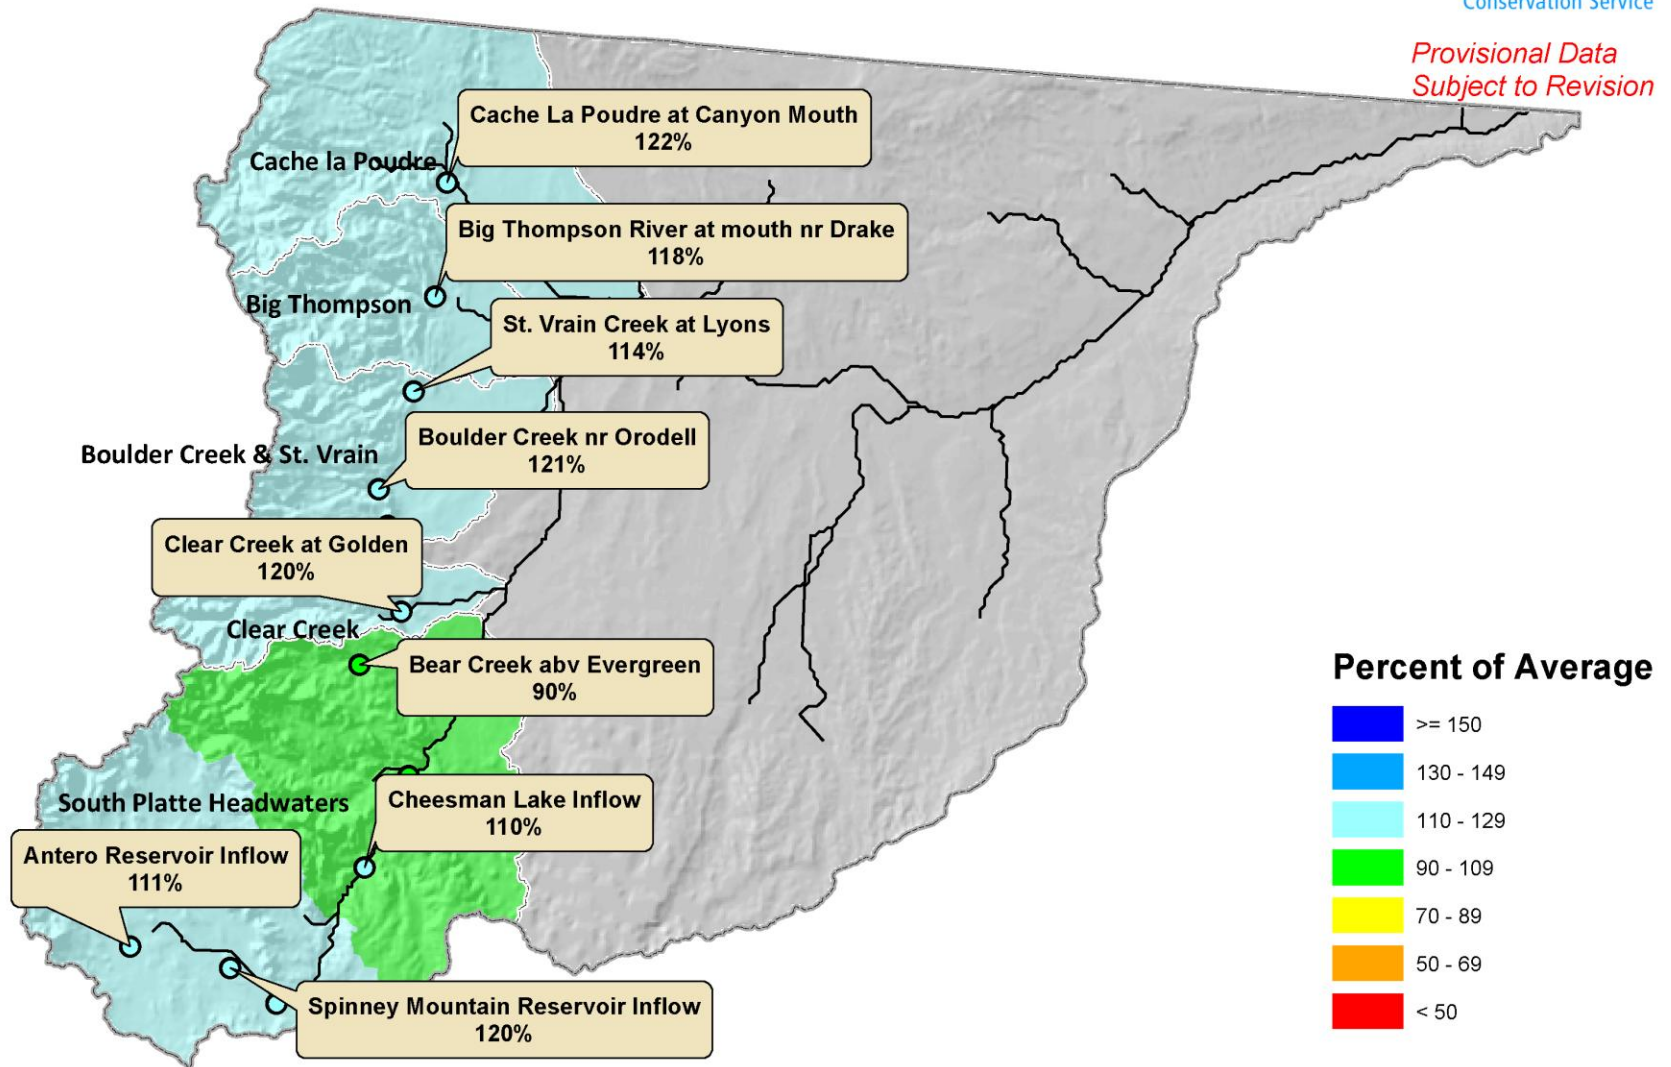 Conservation Service
Provisional Data
Subject to Revision
Cache La Poudre at Canyon Mouth
122%
Cache la Poudre
Big Thompson River at mouth nr Drake
118%
Big Thompson
St. Vrain Creek at Lyons
114%
Boulder Creek nr Orodell
121%
Boulder Creek & St. Vrain
Clear Creek at Golden
120%
Clear Creek
Bear Creek abv Evergreen
90%
South Platte Headwaters
Cheesman Lake Inflow
110%
Antero Reservoir Inflow
111%
Spinney Mountain Reservoir Inflow
120%
Percent of Average
>= 150
130 - 149
110 - 129
90 - 109
70 - 89
50 - 69
< 50